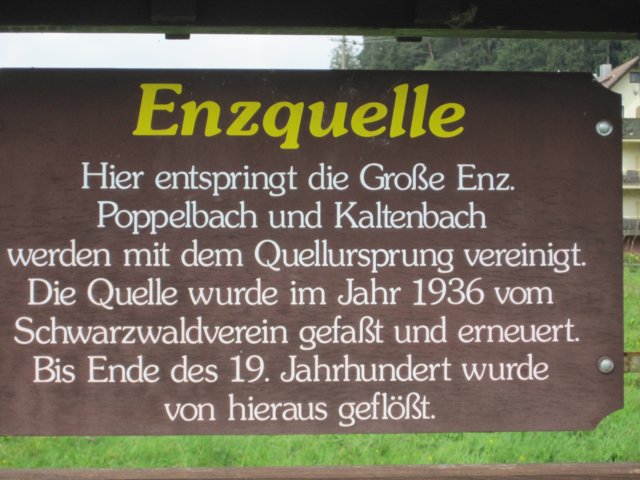 Enzquelle
Hier entspringt die Große Enz.
Poppelbach und Kaltenbach
werden mit dem Quellursprung vereinigt.
Die Quelle wurde im Jahr 1936 vom
Schwarzwaldverein gefaßt und erneuert.
Bis Ende des 19. Jahrhundert wurde
von hieraus geflößt.